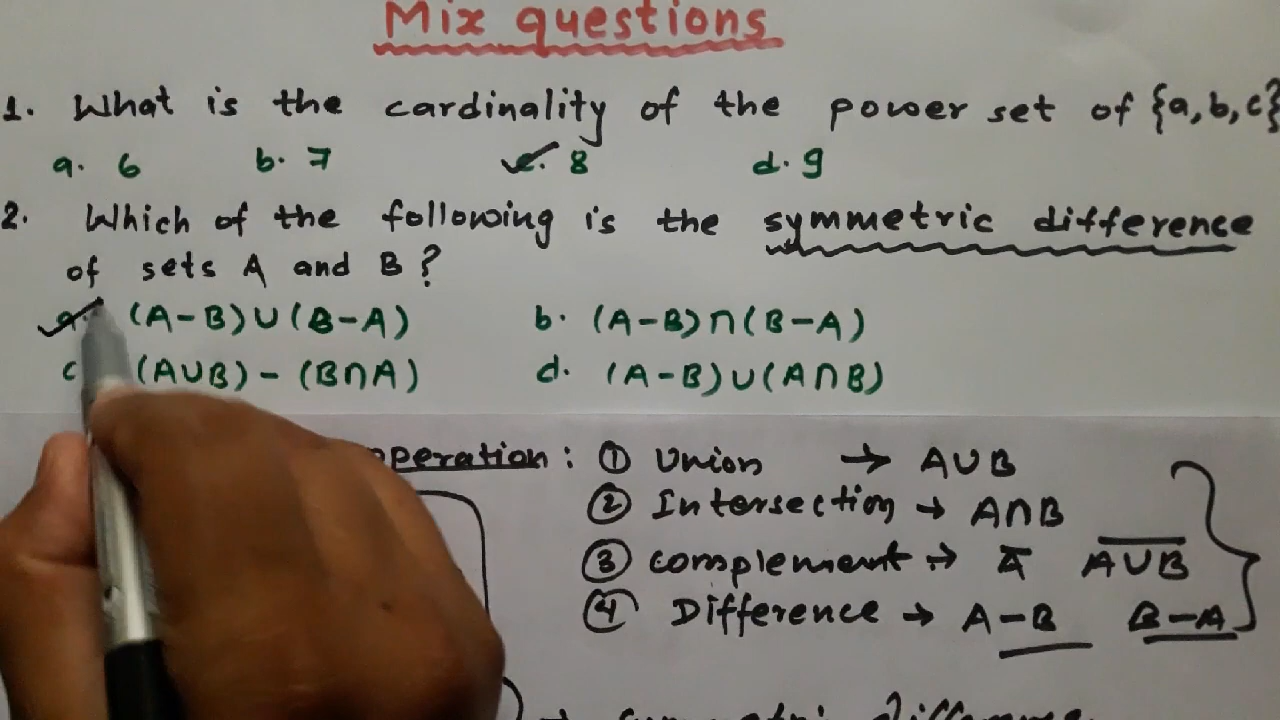 Mix questions
1. What is the cardinality of the power set of {a,b,c}
a. 6 b. 7 c. 8 d. 9
2. Which of the following is the symmetric difference
of sets A and B?
a. (A-B)∪(B-A) b. (A-B)∩(B-A)
c (A∪B)-(B∩A) d. (A-B)∪(A∩B)
operation: ① Union → A∪B
② Intersection → A∩B
③ complement → A̅ A̅∪̅B̅
④ Difference → A-B B-A